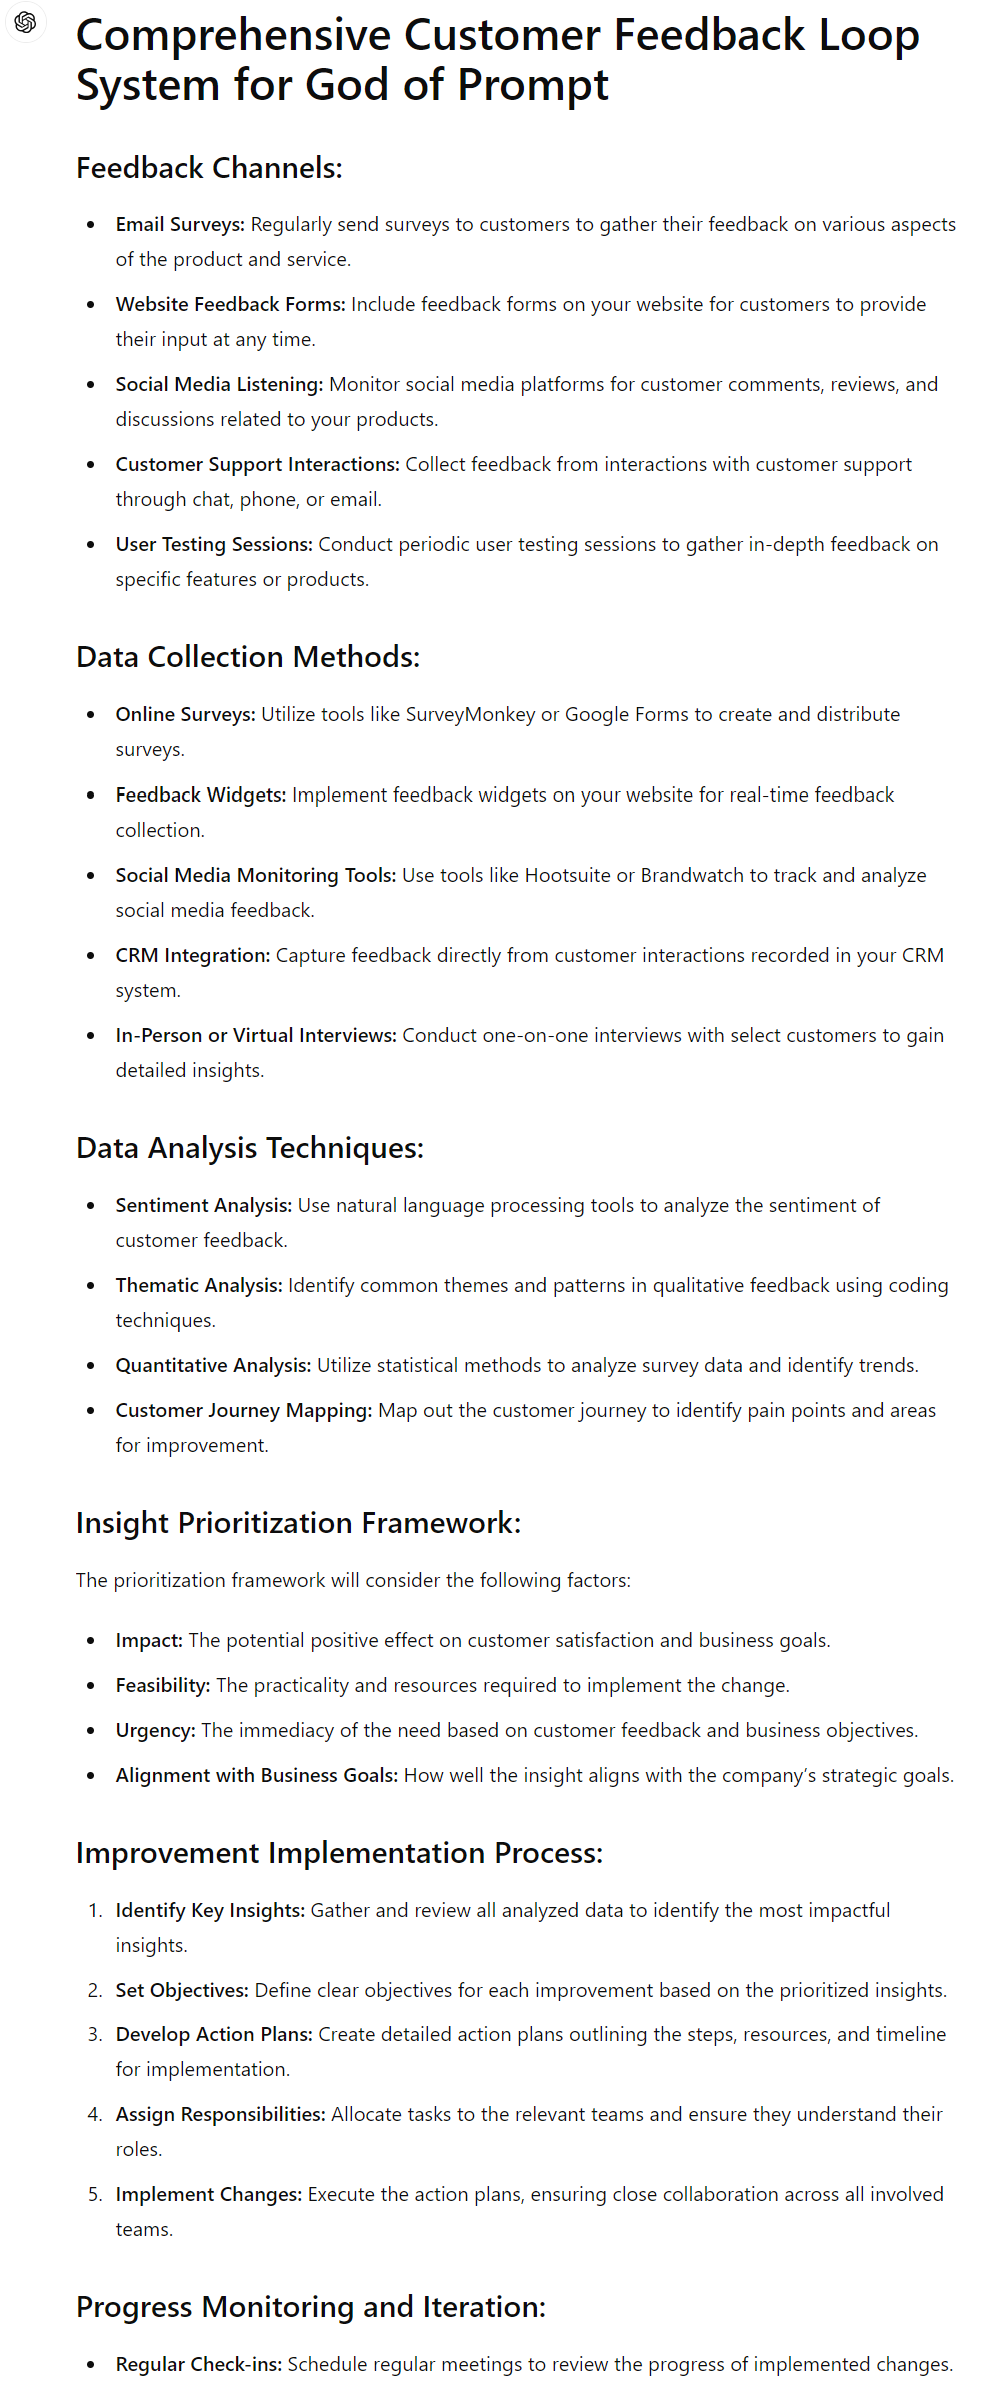 Comprehensive Customer Feedback Loop
System for God of Prompt
Feedback Channels:
• Email Surveys: Regularly send surveys to customers to gather their feedback on various aspects
of the product and service.
• Website Feedback Forms: Include feedback forms on your website for customers to provide
their input at any time.
• Social Media Listening: Monitor social media platforms for customer comments, reviews, and
discussions related to your products.
• Customer Support Interactions: Collect feedback from interactions with customer support
through chat, phone, or email.
• User Testing Sessions: Conduct periodic user testing sessions to gather in-depth feedback on
specific features or products.
Data Collection Methods:
• Online Surveys: Utilize tools like SurveyMonkey or Google Forms to create and distribute
surveys.
• Feedback Widgets: Implement feedback widgets on your website for real-time feedback
collection.
• Social Media Monitoring Tools: Use tools like Hootsuite or Brandwatch to track and analyze
social media feedback.
• CRM Integration: Capture feedback directly from customer interactions recorded in your CRM
system.
• In-Person or Virtual Interviews: Conduct one-on-one interviews with select customers to gain
detailed insights.
Data Analysis Techniques:
• Sentiment Analysis: Use natural language processing tools to analyze the sentiment of
customer feedback.
• Thematic Analysis: Identify common themes and patterns in qualitative feedback using coding
techniques.
• Quantitative Analysis: Utilize statistical methods to analyze survey data and identify trends.
• Customer Journey Mapping: Map out the customer journey to identify pain points and areas
for improvement.
Insight Prioritization Framework:
The prioritization framework will consider the following factors:
• Impact: The potential positive effect on customer satisfaction and business goals.
• Feasibility: The practicality and resources required to implement the change.
• Urgency: The immediacy of the need based on customer feedback and business objectives.
• Alignment with Business Goals: How well the insight aligns with the company’s strategic goals.
Improvement Implementation Process:
1. Identify Key Insights: Gather and review all analyzed data to identify the most impactful
insights.
2. Set Objectives: Define clear objectives for each improvement based on the prioritized insights.
3. Develop Action Plans: Create detailed action plans outlining the steps, resources, and timeline
for implementation.
4. Assign Responsibilities: Allocate tasks to the relevant teams and ensure they understand their
roles.
5. Implement Changes: Execute the action plans, ensuring close collaboration across all involved
teams.
Progress Monitoring and Iteration:
• Regular Check-ins: Schedule regular meetings to review the progress of implemented changes.